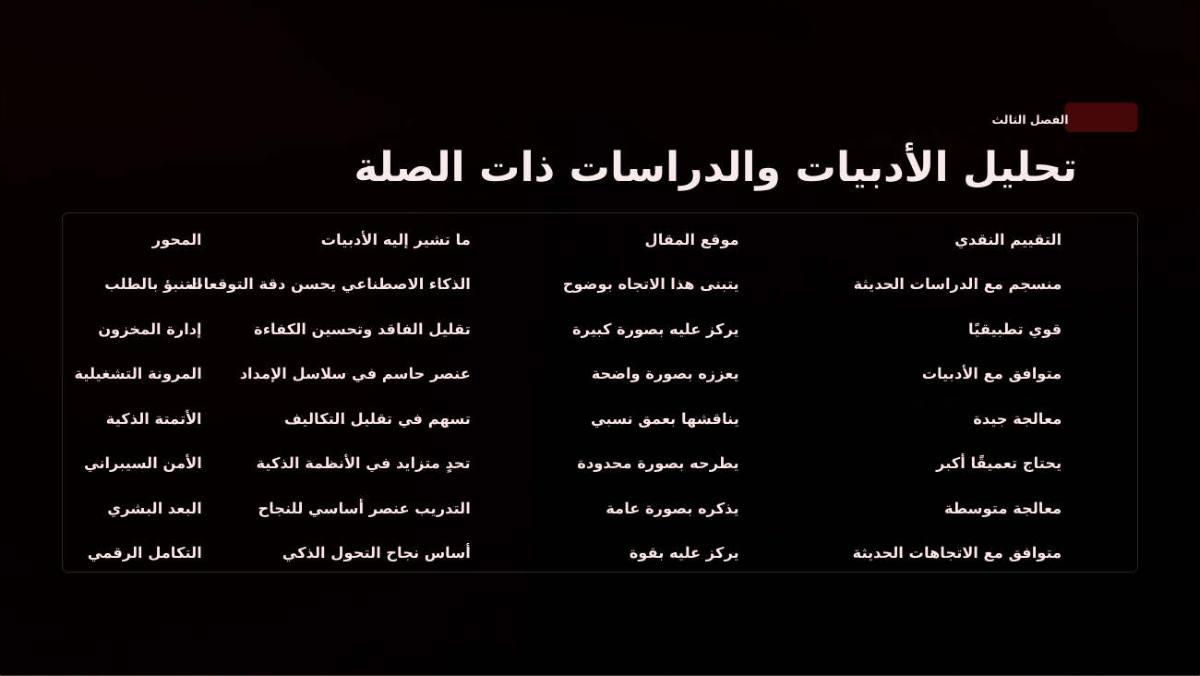 الفصل الثالث
تحليل الأدبيات والدراسات ذات الصلة
التقييم النقدي موقع المقال ما تشير إليه الأدبيات المحور
منسجم مع الدراسات الحديثة يتبنى هذا الاتجاه بوضوح الذكاء الاصطناعي يحسن دقة التوقعات التنبؤ بالطلب
قوي تطبيقيًا يركز عليه بصورة كبيرة تقليل الفاقد وتحسين الكفاءة إدارة المخزون
متوافق مع الأدبيات يعززه بصورة واضحة عنصر حاسم في سلاسل الإمداد المرونة التشغيلية
معالجة جيدة يناقشها بعمق نسبي تسهم في تقليل التكاليف الأتمتة الذكية
يحتاج تعميقًا أكبر يطرحه بصورة محدودة تحدٍ متزايد في الأنظمة الذكية الأمن السيبراني
معالجة متوسطة يذكره بصورة عامة التدريب عنصر أساسي للنجاح البعد البشري
متوافق مع الاتجاهات الحديثة يركز عليه بقوة أساس نجاح التحول الذكي التكامل الرقمي